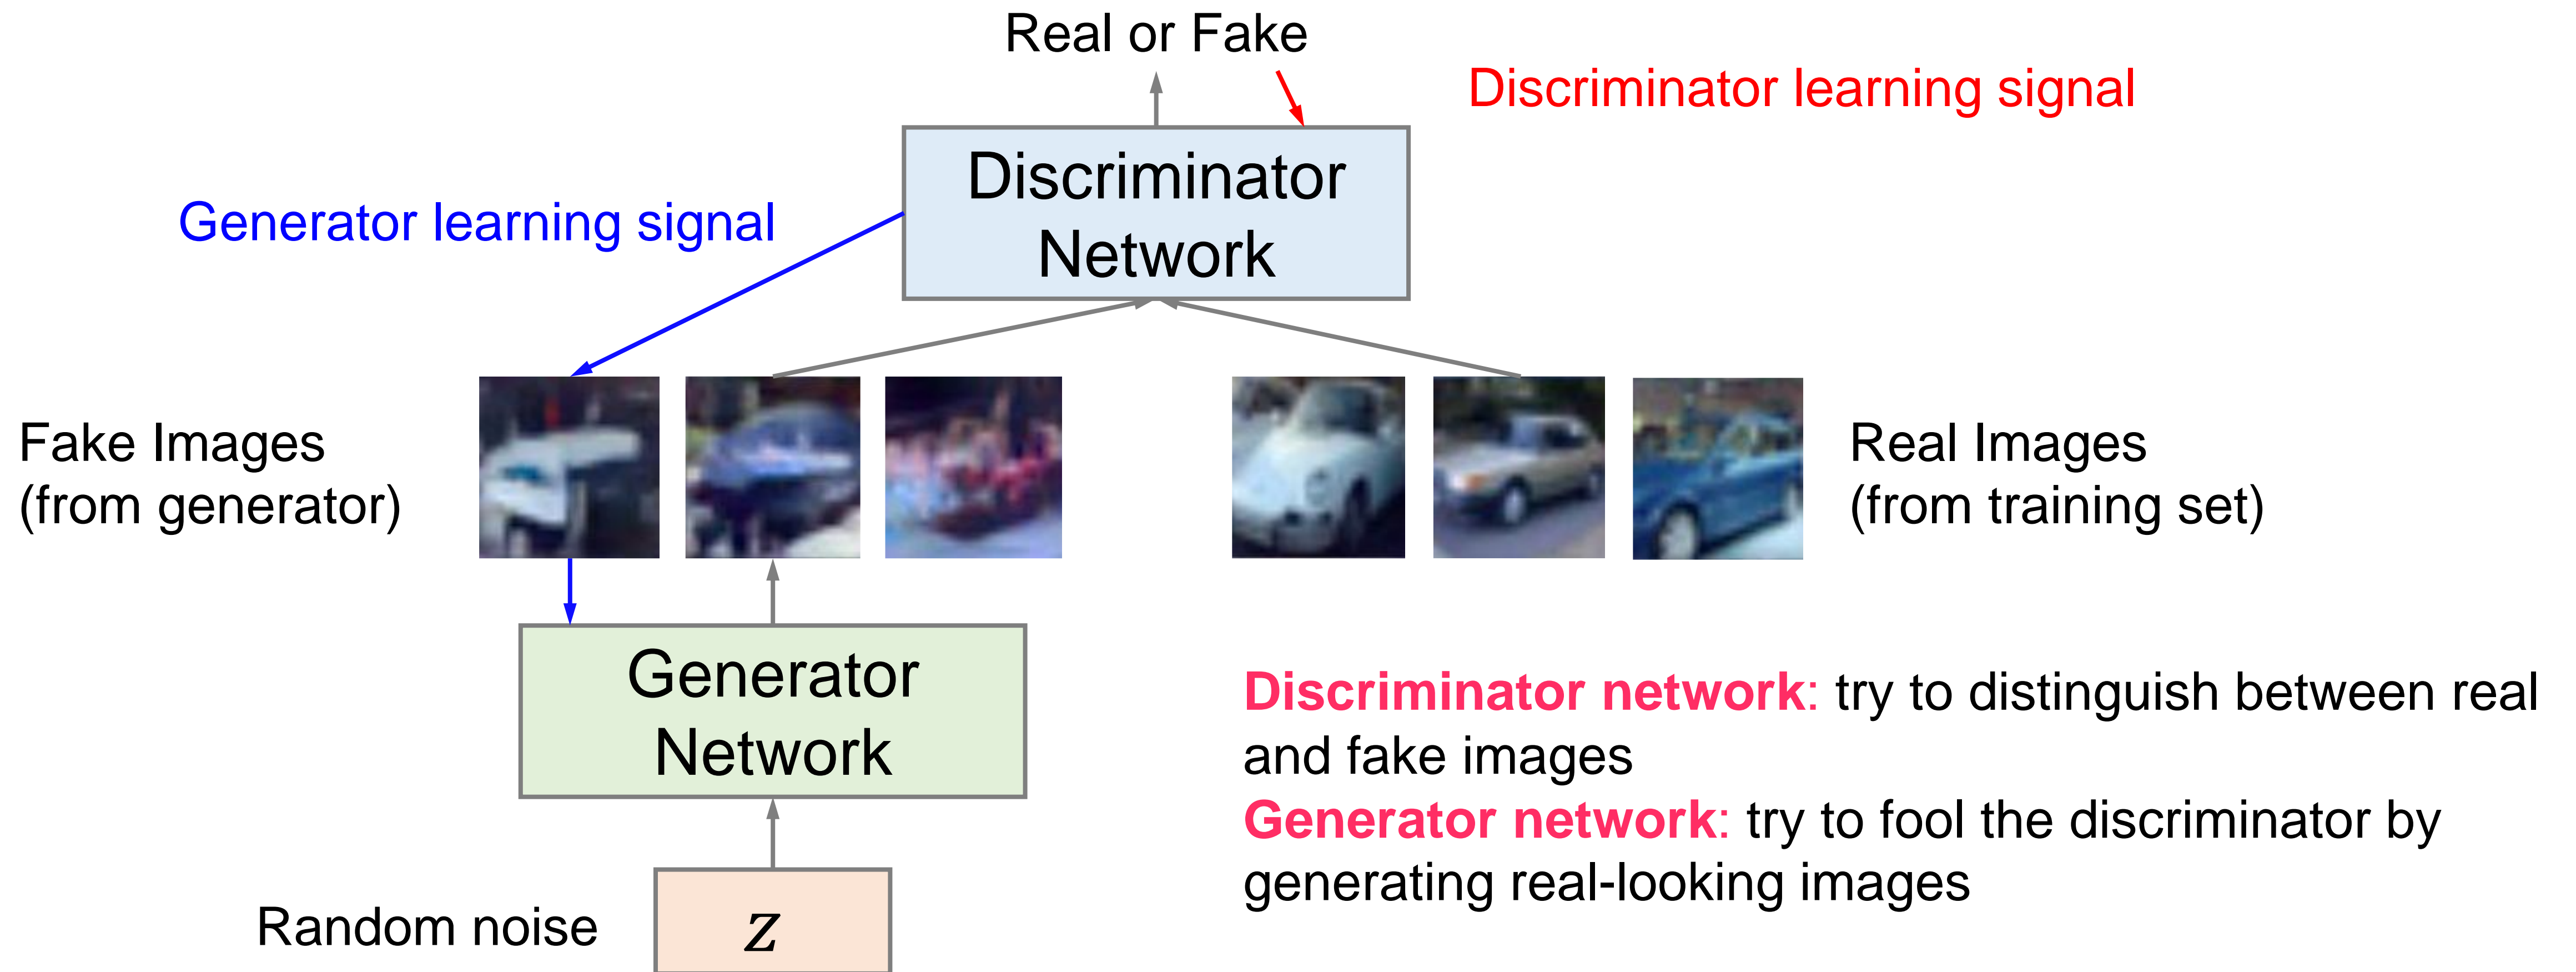 Real or Fake
Discriminator learning signal
Discriminator
Network
Generator learning signal
Fake Images
(from generator)
Real Images
(from training set)
Generator
Network
Discriminator network: try to distinguish between real
and fake images
Generator network: try to fool the discriminator by
generating real-looking images
Random noise
z